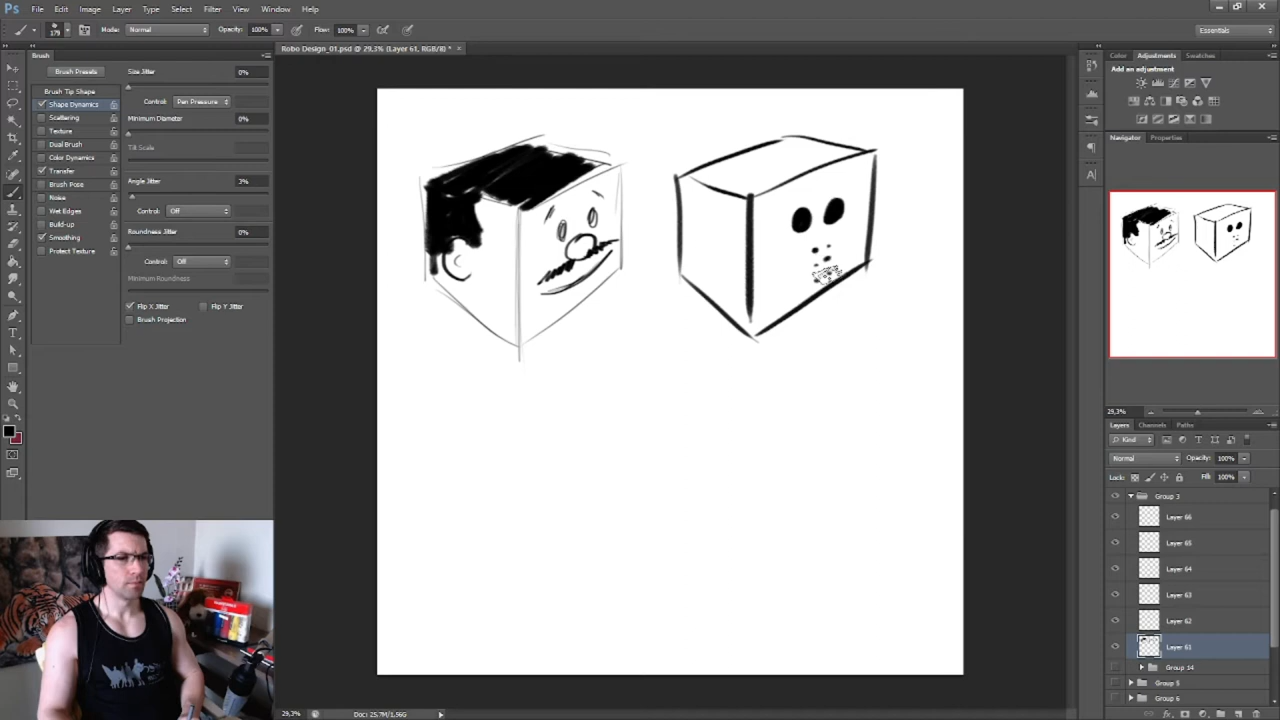 Ps File Edit Image Layer Type Select Filter View Window Help
179 Mode: Normal Opacity: 100% Flow: 100% Essentials
Robo Design_01.psd @ 29,3% (Layer 61, RGB/8) * ×
Brush
Brush Presets
Brush Tip Shape
Shape Dynamics
Scattering
Texture
Dual Brush
Color Dynamics
Transfer
Brush Pose
Noise
Wet Edges
Build-up
Smoothing
Protect Texture
Size Jitter 0%
Control: Pen Pressure
Minimum Diameter 0%
Tilt Scale
Angle Jitter 3%
Control: Off
Roundness Jitter 0%
Control: Off
Minimum Roundness
Flip X Jitter Flip Y Jitter
Brush Projection
Color Adjustments Swatches
Add an adjustment
Navigator Properties
29,3%
Layers Channels Paths
Kind
Normal Opacity: 100%
Lock: Fill: 100%
Group 3
Layer 66
Layer 65
Layer 64
Layer 63
Layer 62
Layer 61
Group 14
Group 5
Group 6
29,3% Doc: 25,7M/1,56G